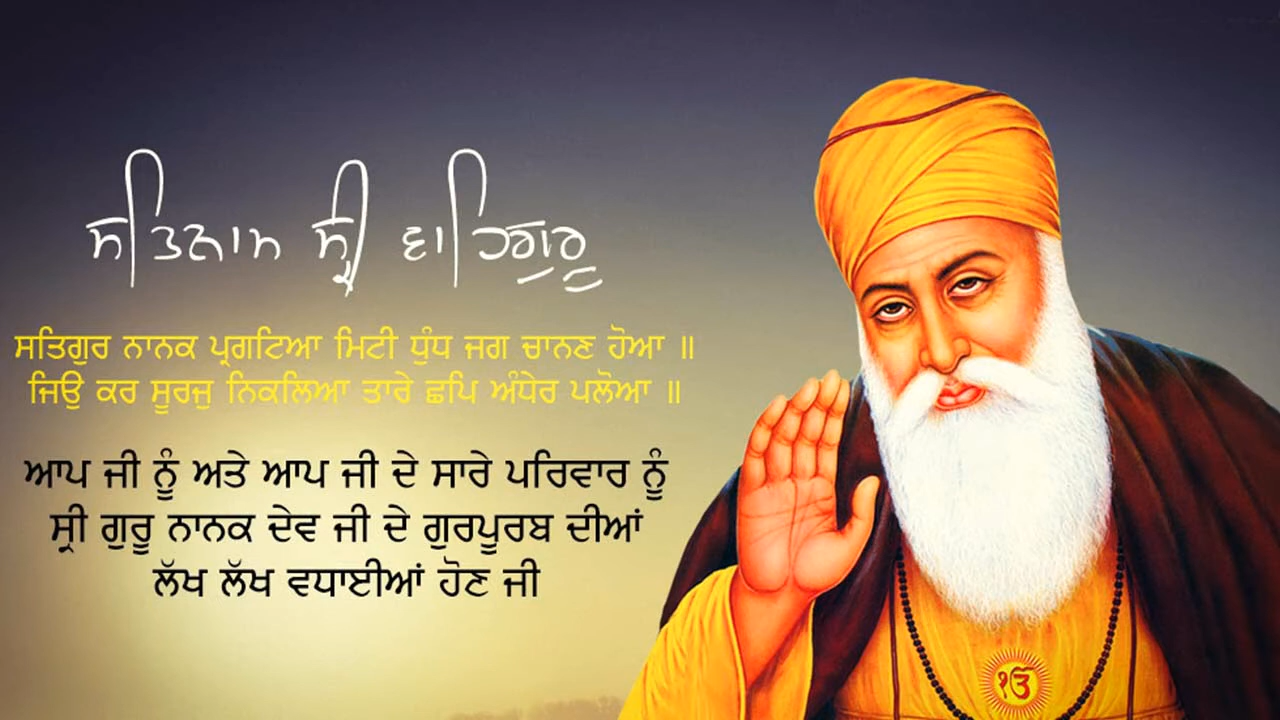 ਸਤਿਨਾਮ ਸ੍ਰੀ ਵਾਹਿਗੁਰੂ
ਸਤਿਗੁਰ ਨਾਨਕ ਪ੍ਰਗਟਿਆ ਮਿਟੀ ਧੁੰਧ ਜਗ ਚਾਨਣ ਹੋਆ ॥
ਜਿਉ ਕਰ ਸੂਰਜੁ ਨਿਕਲਿਆ ਤਾਰੇ ਛਪਿ ਅੰਧੇਰ ਪਲੋਆ ॥
ਆਪ ਜੀ ਨੂੰ ਅਤੇ ਆਪ ਜੀ ਦੇ ਸਾਰੇ ਪਰਿਵਾਰ ਨੂੰ
ਸ੍ਰੀ ਗੁਰੂ ਨਾਨਕ ਦੇਵ ਜੀ ਦੇ ਗੁਰਪੂਰਬ ਦੀਆਂ
ਲੱਖ ਲੱਖ ਵਧਾਈਆਂ ਹੋਣ ਜੀ
ੴ